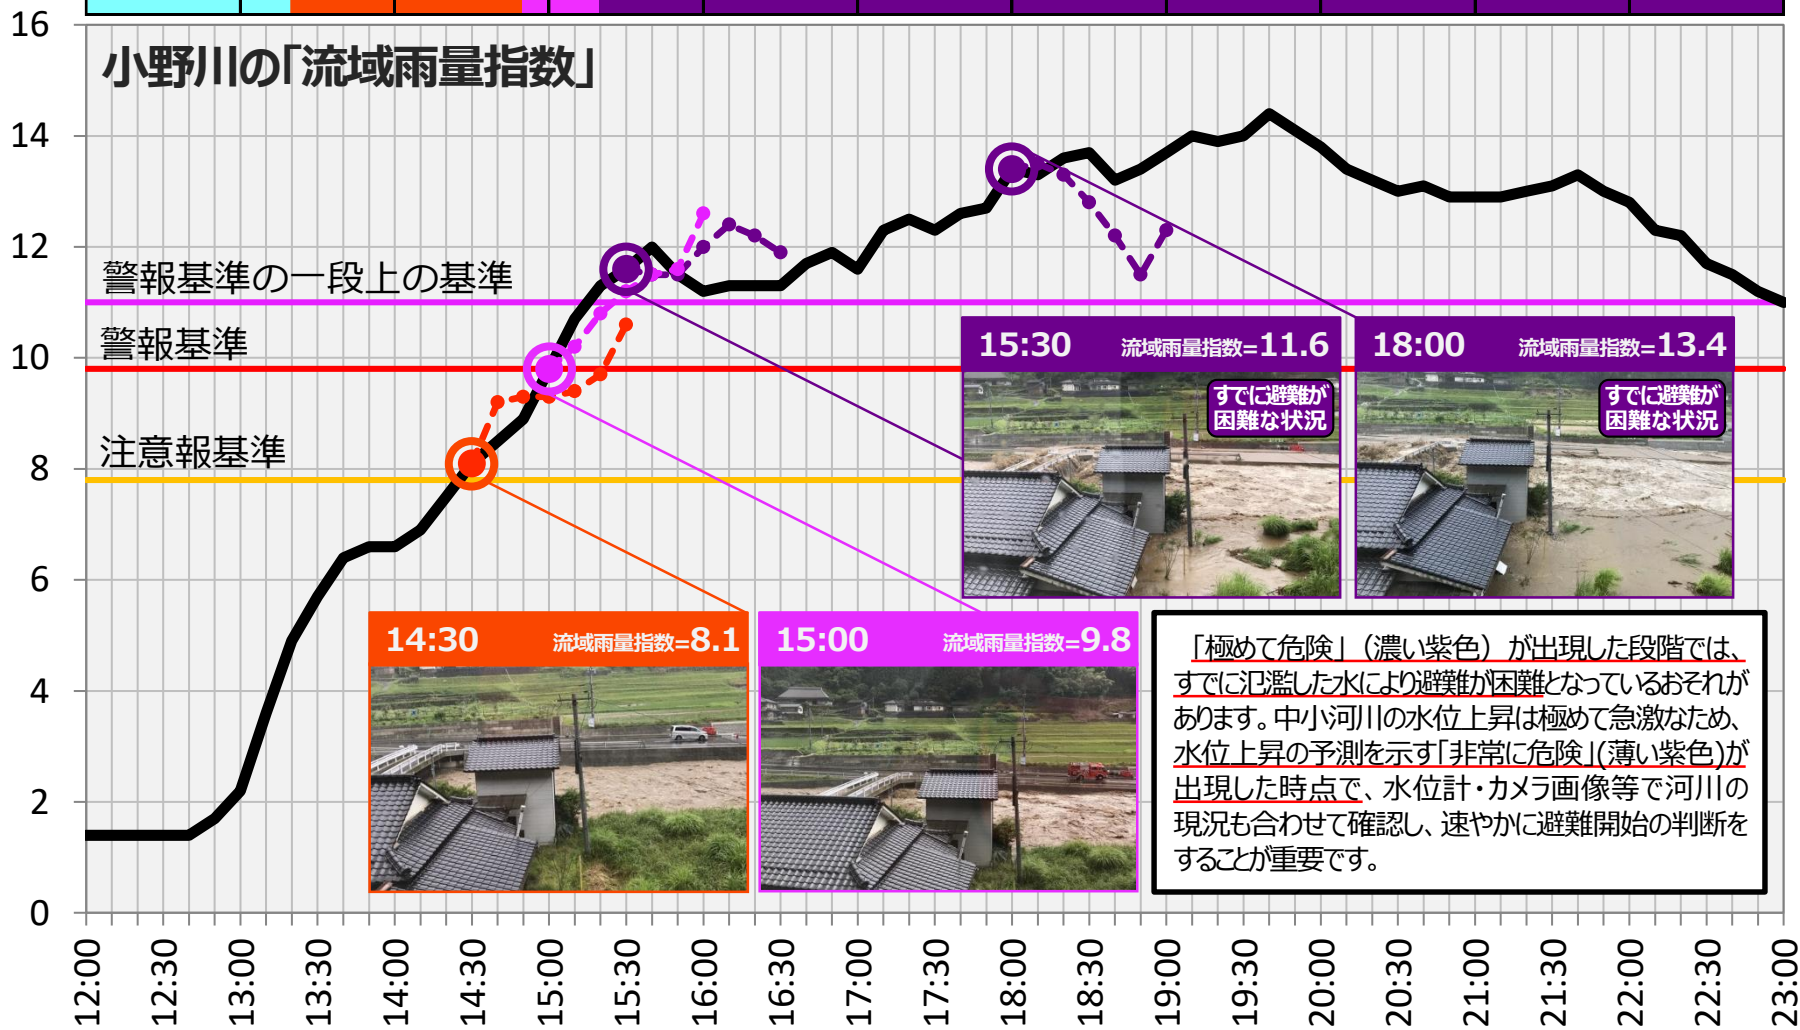 小野川の「流域雨量指数」
16
14
12
10
8
6
4
2
0
警報基準の一段上の基準
警報基準
注意報基準
15:30 流域雨量指数=11.6
すでに避難が
困難な状況
18:00 流域雨量指数=13.4
すでに避難が
困難な状況
14:30 流域雨量指数=8.1
15:00 流域雨量指数=9.8
「極めて危険」（濃い紫色）が出現した段階では、
すでに氾濫した水により避難が困難となっているおそれが
あります。中小河川の水位上昇は極めて急激なため、
水位上昇の予測を示す「非常に危険」(薄い紫色)が
出現した時点で、水位計・カメラ画像等で河川の
現況も合わせて確認し、速やかに避難開始の判断を
することが重要です。
12:00
12:30
13:00
13:30
14:00
14:30
15:00
15:30
16:00
16:30
17:00
17:30
18:00
18:30
19:00
19:30
20:00
20:30
21:00
21:30
22:00
22:30
23:00